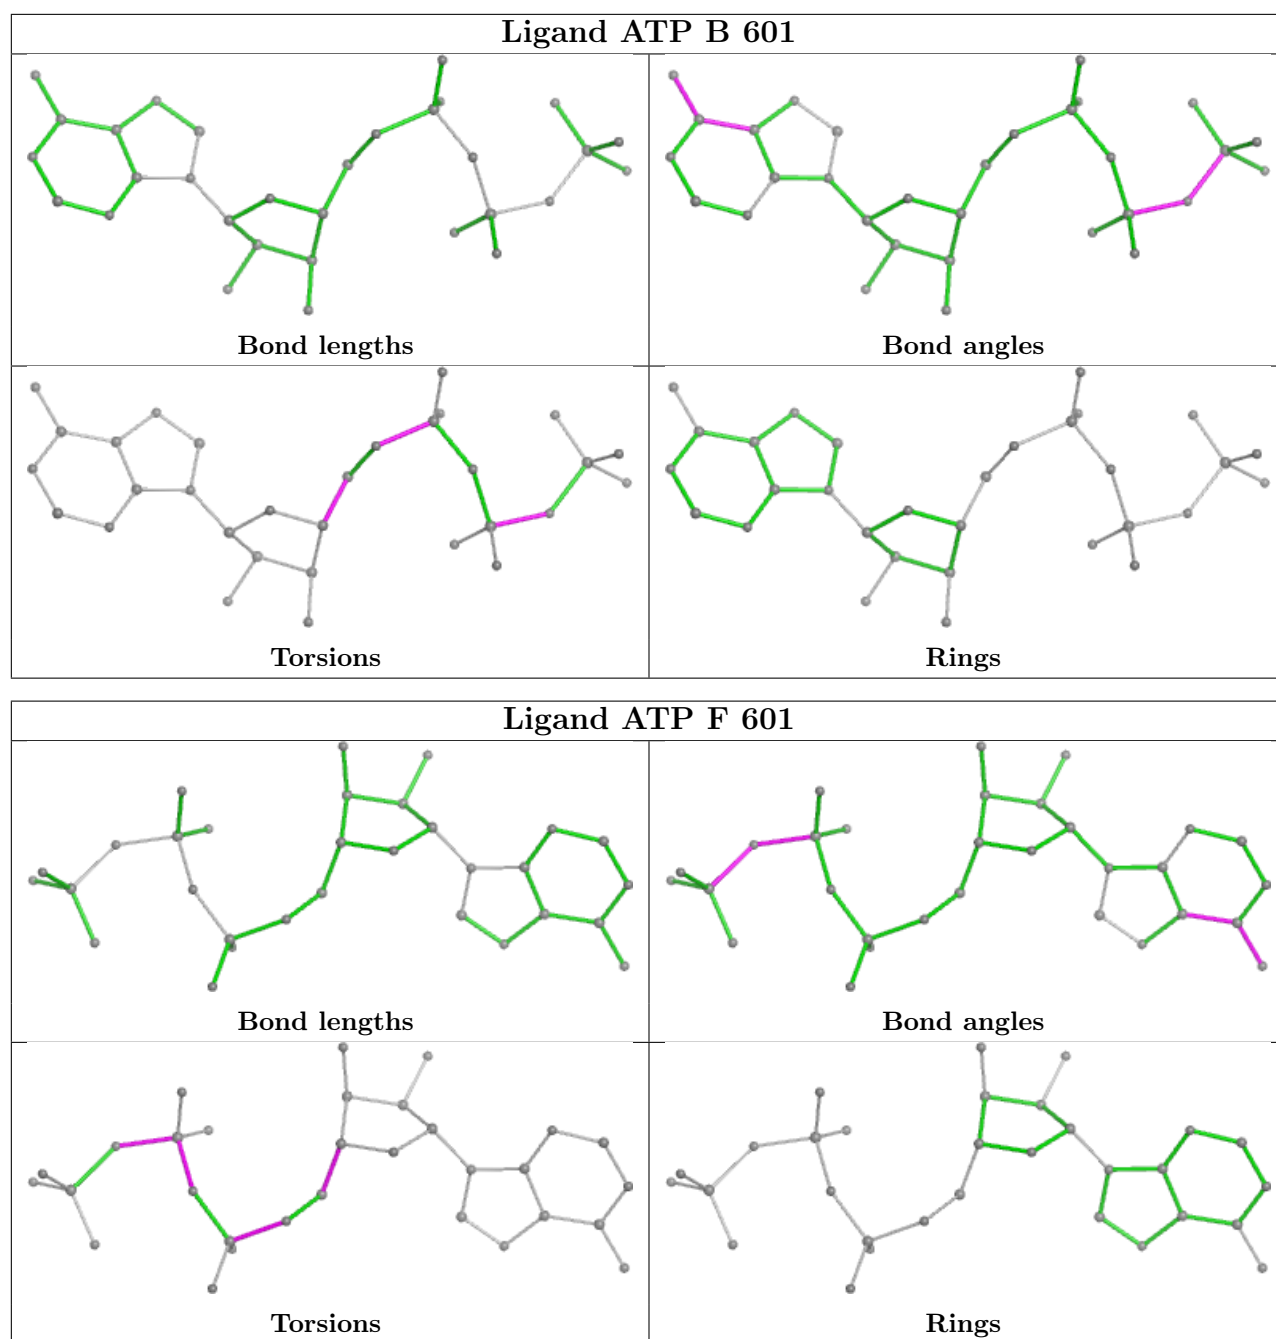 Ligand ATP B 601
Bond lengths
Bond angles
Torsions
Rings
Ligand ATP F 601
Bond lengths
Bond angles
Torsions
Rings